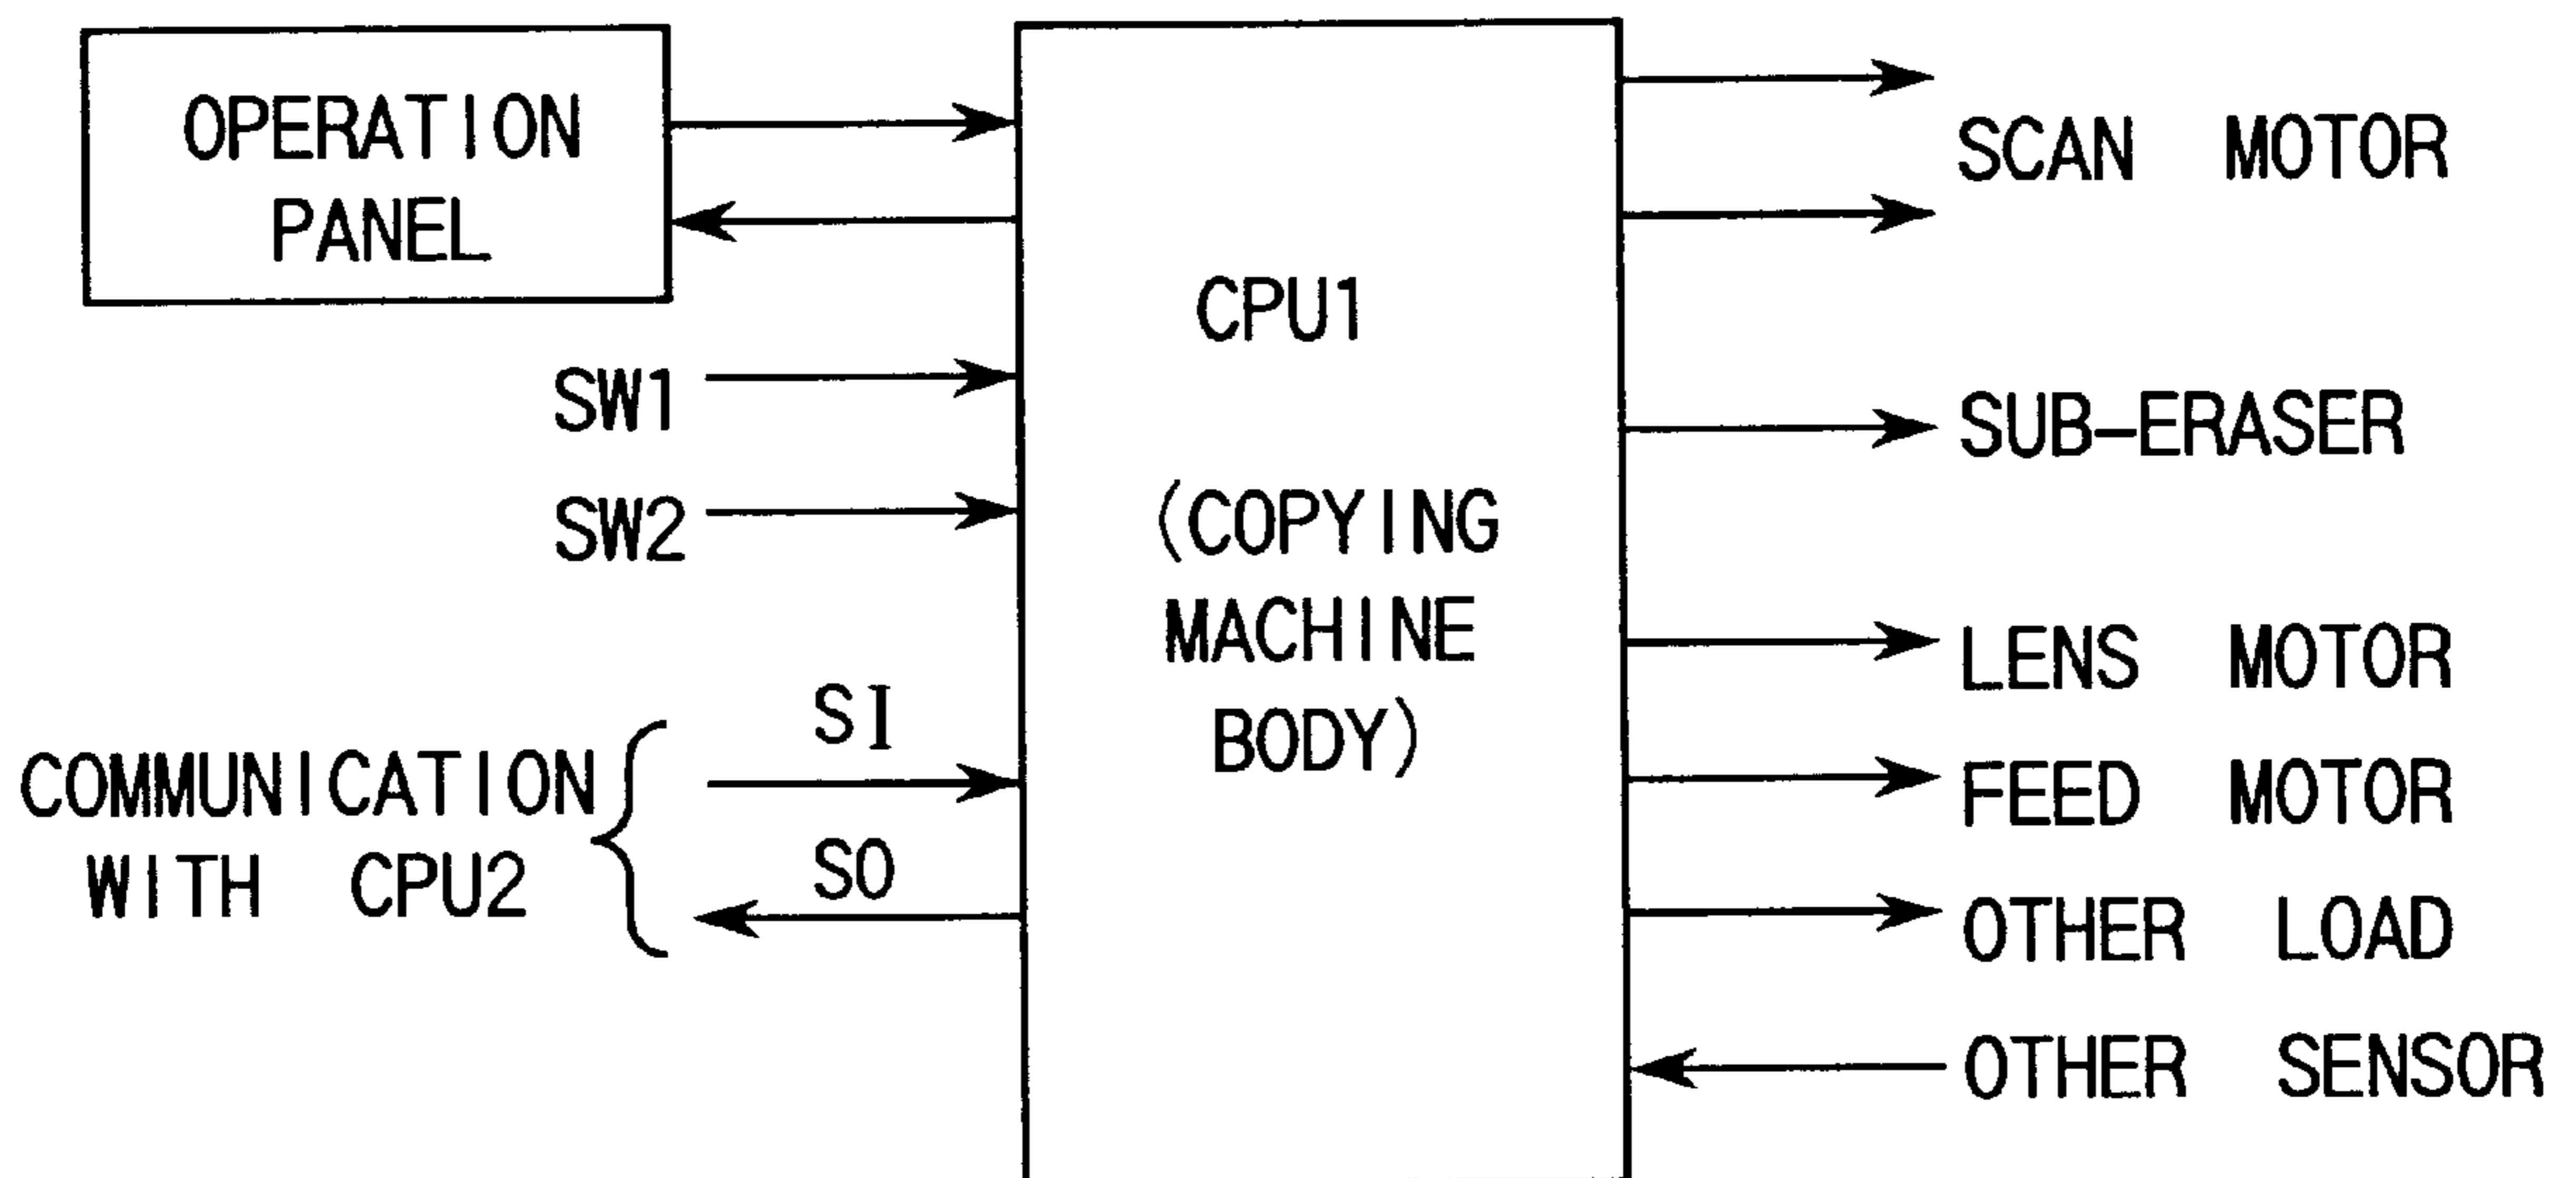 OPERATION
PANEL
SW1
SW2
SI
COMMUNICATION
WITH CPU2
SO
CPU1
(COPYING
MACHINE
BODY)
SCAN MOTOR
SUB-ERASER
LENS MOTOR
FEED MOTOR
OTHER LOAD
OTHER SENSOR